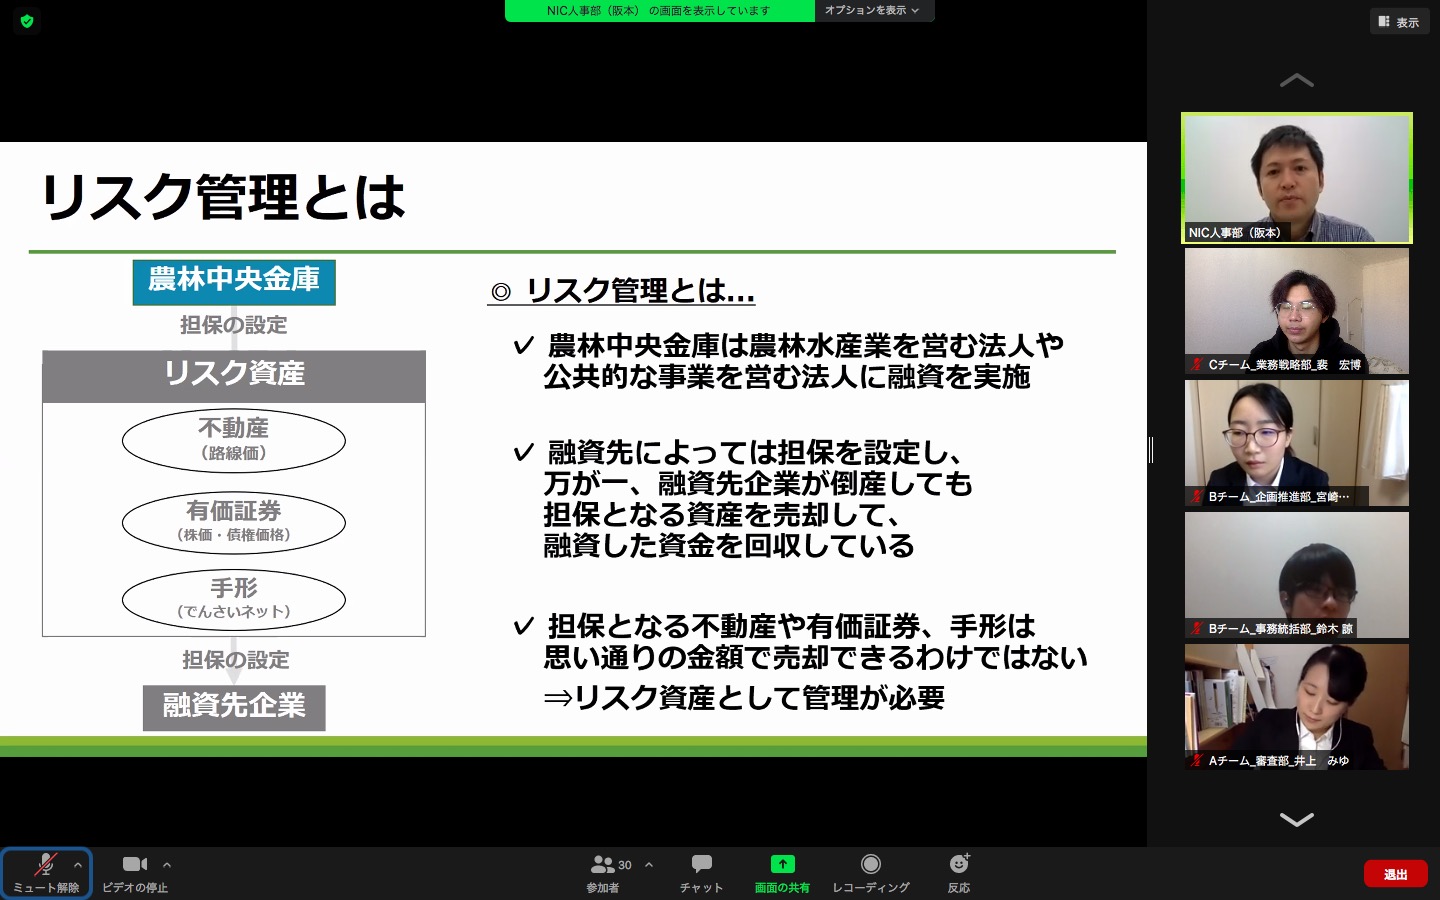 NIC人事部（阪本） の画面を表示しています
オプションを表示
表示
リスク管理とは
農林中央金庫
担保の設定
リスク資産
不動産
（路線価）
有価証券
（株価・債権価格）
手形
（でんさいネット）
担保の設定
融資先企業
◎ リスク管理とは…
✓ 農林中央金庫は農林水産業を営む法人や
公共的な事業を営む法人に融資を実施
✓ 融資先によっては担保を設定し、
万が一、融資先企業が倒産しても
担保となる資産を売却して、
融資した資金を回収している
✓ 担保となる不動産や有価証券、手形は
思い通りの金額で売却できるわけではない
⇒リスク資産として管理が必要
NIC人事部（阪本）
Cチーム_業務戦略部_裴　宏博
Bチーム_企画推進部_宮崎…
Bチーム_事務統括部_鈴木 諒
Aチーム_審査部_井上　みゆ
ミュート解除
ビデオの停止
30
参加者
チャット
画面の共有
レコーディング
反応
退出